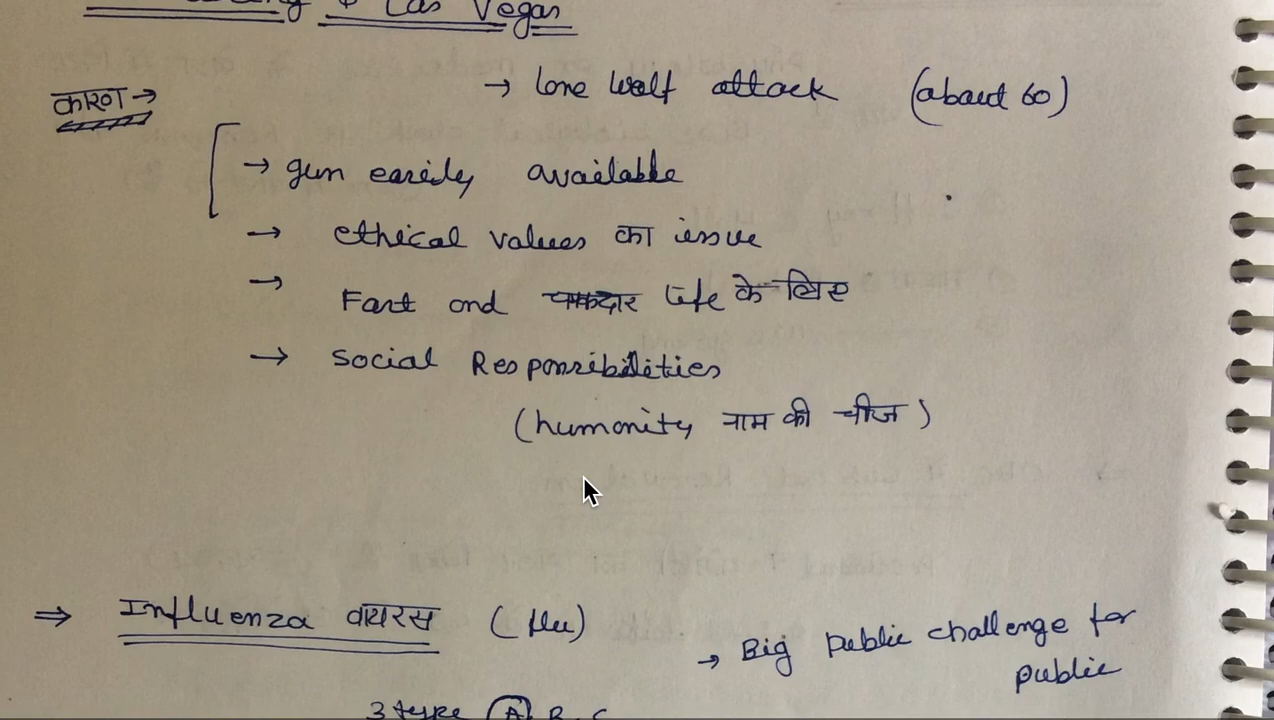 $ Las Vegas
→ lone wolf attack (about 60)
कारण →
→ gun easily available
→ ethical values का issue
→ Fast and चमकदार life के लिए
→ Social Responsibilities
(humanity नाम की चीज)
⇒ Influenza वायरस (flu)
→ Big public challenge for
public
3 type (A) B, C